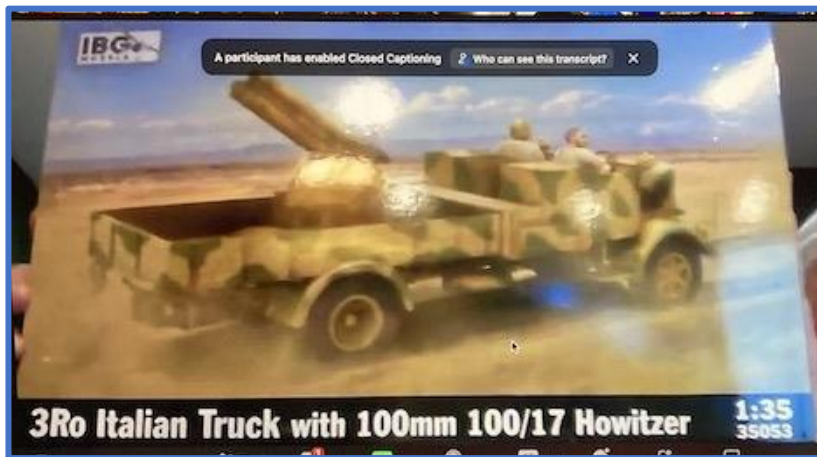 IBG
MODELS
A participant has enabled Closed Captioning Who can see this transcript?
3Ro Italian Truck with 100mm 100/17 Howitzer
1:35
35053